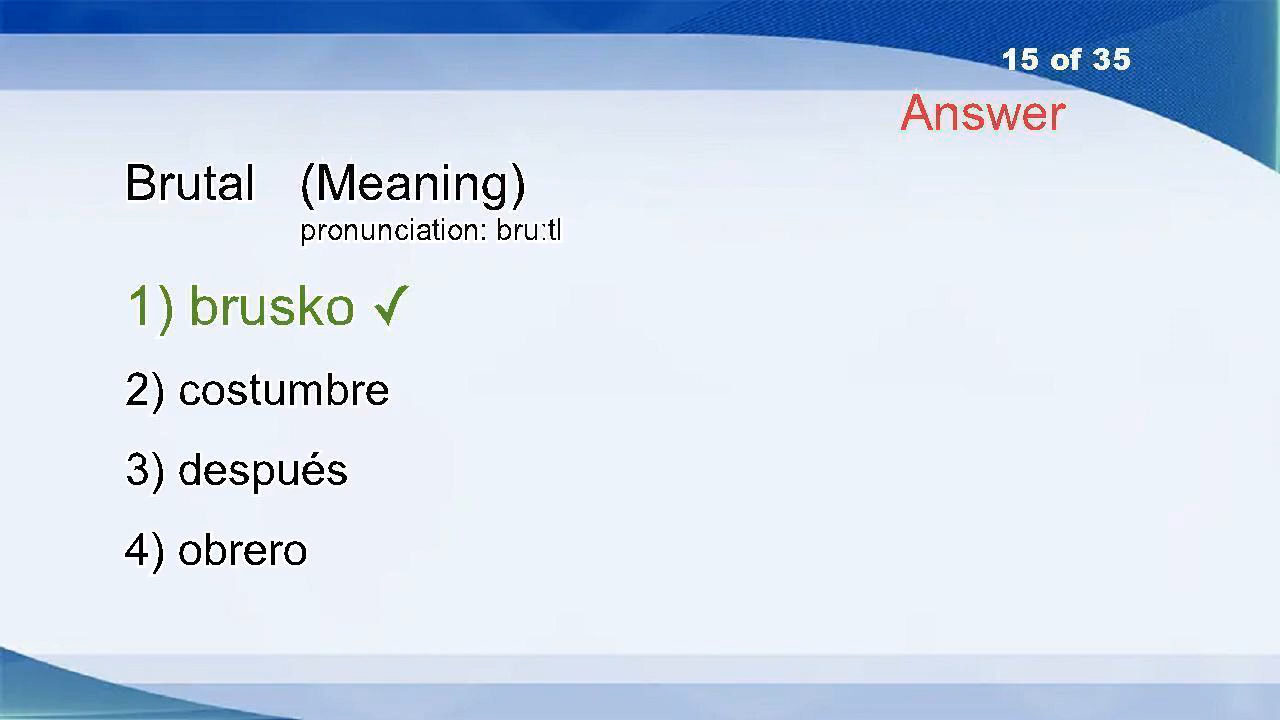 15 of 35
Answer
Brutal (Meaning)
pronunciation: bru:tl
1) brusko ✓
2) costumbre
3) después
4) obrero